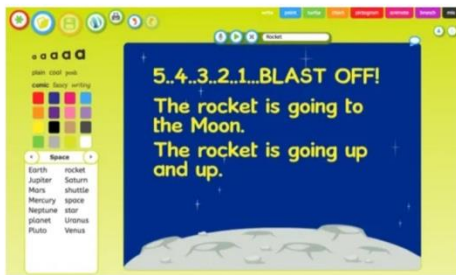 write paint turtle chart pictogram animate branch mix
Rocket
a a a a a
plain cool posh
comic fancy writing
Space
Earth rocket
Jupiter Saturn
Mars shuttle
Mercury space
Neptune star
planet Uranus
Pluto Venus
5..4..3..2..1...BLAST OFF!
The rocket is going to
the Moon.
The rocket is going up
and up.